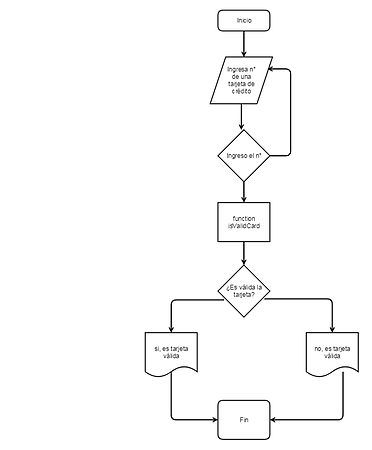 Inicio
Ingresa n°
de una
tarjeta de
crédito
Ingreso el n°
function
isValidCard
¿Es válida la
tarjeta?
si, es tarjeta
válida
no, es tarjeta
válida
Fin